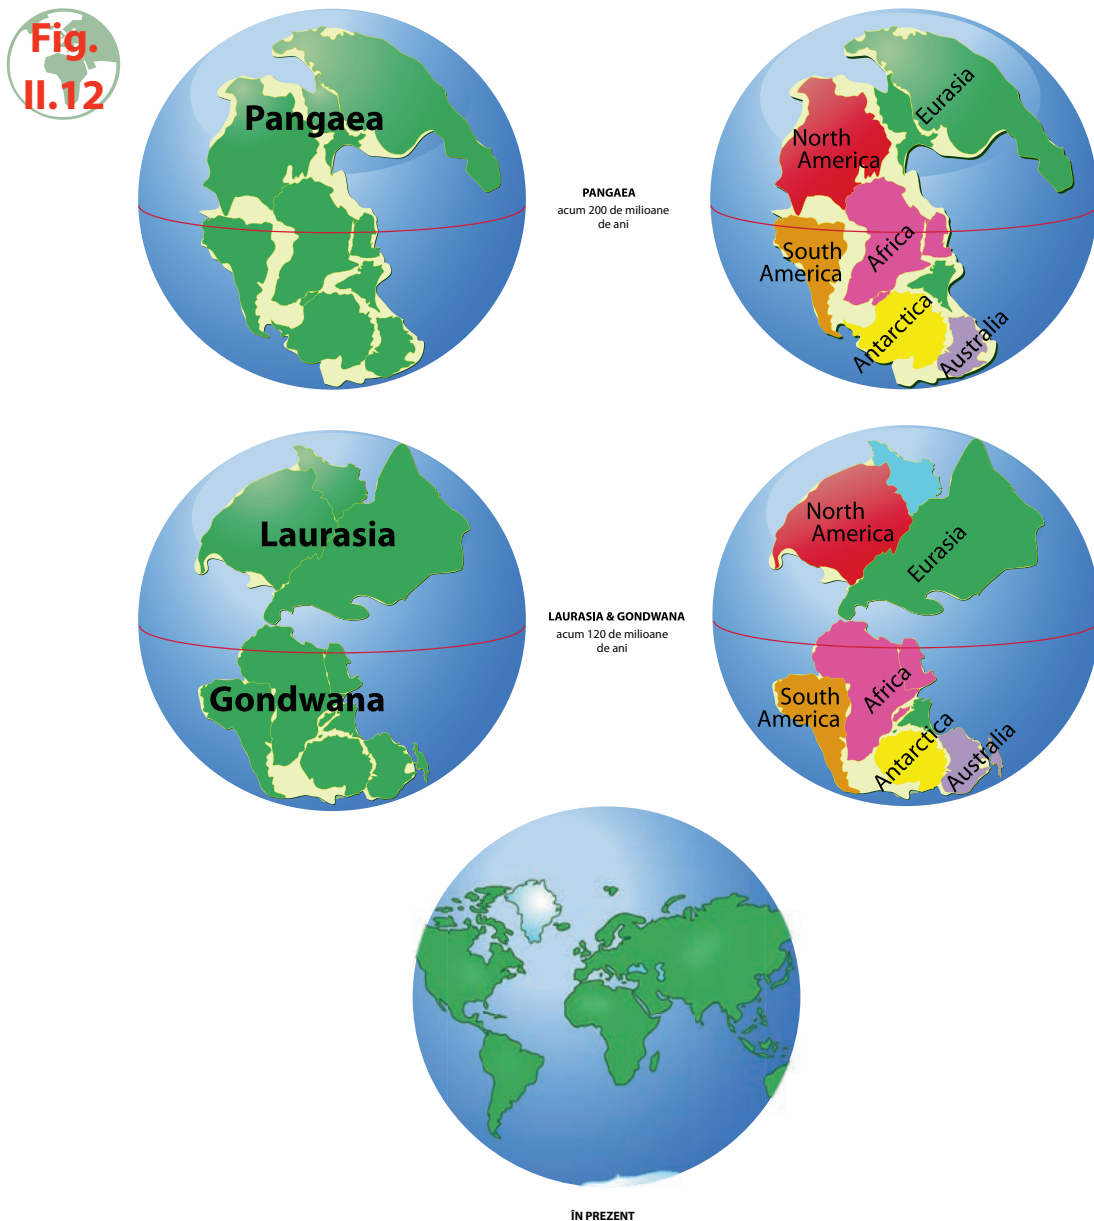 Fig.
II.12
Pangaea
PANGAEA
acum 200 de milioane
de ani
North
America
Eurasia
South
America
Africa
Antarctica
Australia
Laurasia
Gondwana
LAURASIA & GONDWANA
acum 120 de milioane
de ani
North
America
Eurasia
South
America
Africa
Antarctica
Australia
ÎN PREZENT